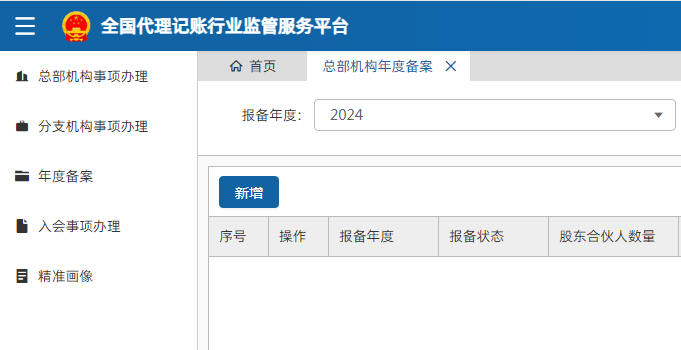 全国代理记账行业监管服务平台
总部机构事项办理
分支机构事项办理
年度备案
入会事项办理
精准画像
首页 总部机构年度备案
报备年度： 2024
新增
序号 操作 报备年度 报备状态 股东合伙人数量